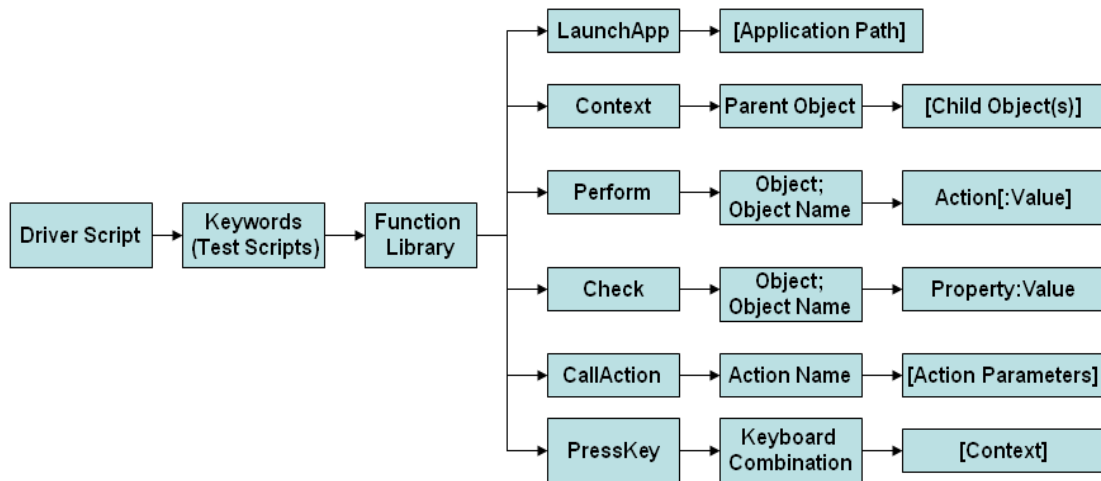 LaunchApp
[Application Path]
Context
Parent Object
[Child Object(s)]
Perform
Object;
Object Name
Action[:Value]
Driver Script
Keywords
(Test Scripts)
Function
Library
Check
Object;
Object Name
Property:Value
CallAction
Action Name
[Action Parameters]
PressKey
Keyboard
Combination
[Context]